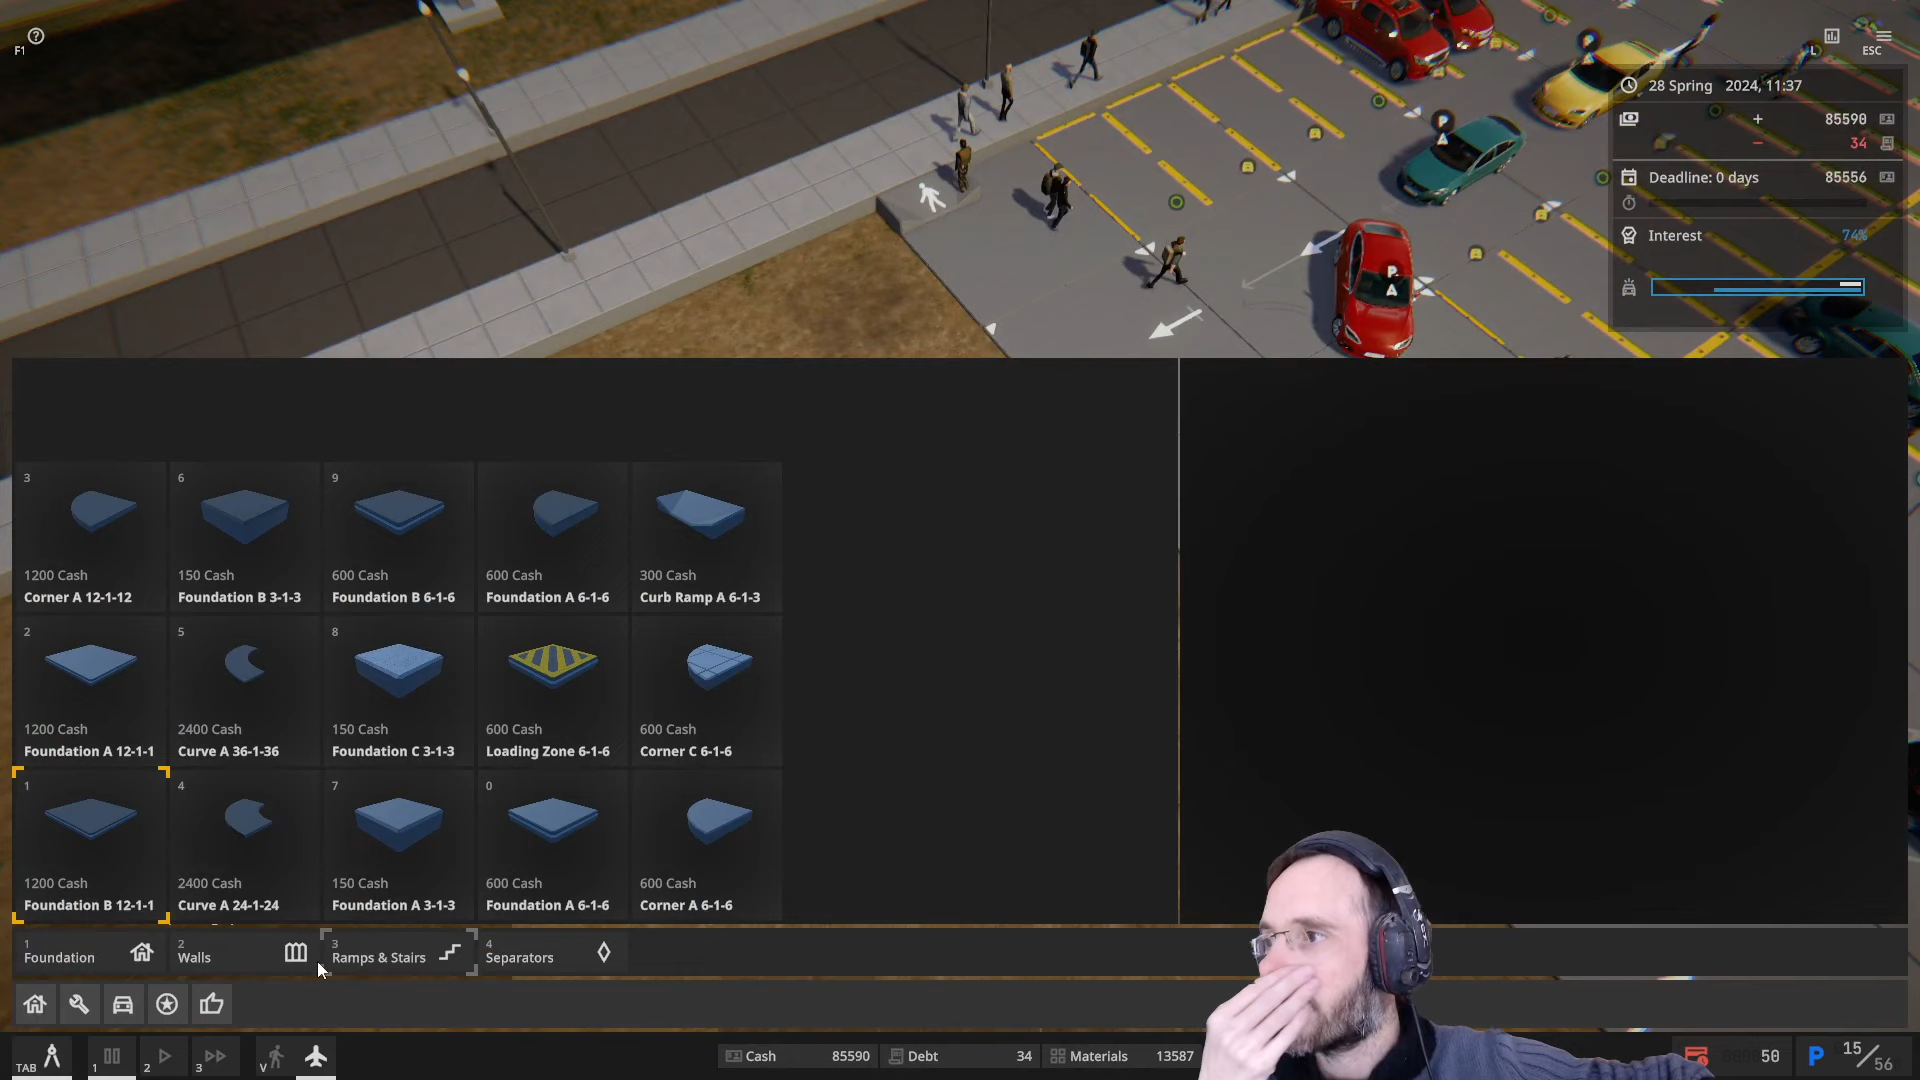 F1
L
ESC
28 Spring 2024, 11:37
+ 85590
− 34
Deadline: 0 days 85556
Interest 74%
P
A
P
A
P
A
3
1200 Cash
Corner A 12-1-12
6
150 Cash
Foundation B 3-1-3
9
600 Cash
Foundation B 6-1-6
600 Cash
Foundation A 6-1-6
300 Cash
Curb Ramp A 6-1-3
2
1200 Cash
Foundation A 12-1-1
5
2400 Cash
Curve A 36-1-36
8
150 Cash
Foundation C 3-1-3
600 Cash
Loading Zone 6-1-6
600 Cash
Corner C 6-1-6
1
1200 Cash
Foundation B 12-1-1
4
2400 Cash
Curve A 24-1-24
7
150 Cash
Foundation A 3-1-3
0
600 Cash
Foundation A 6-1-6
600 Cash
Corner A 6-1-6
1
Foundation
2
Walls
3
Ramps & Stairs
4
Separators
TAB
1
2
3
V
Cash 85590
Debt 34
Materials 13587
50
P 15/56